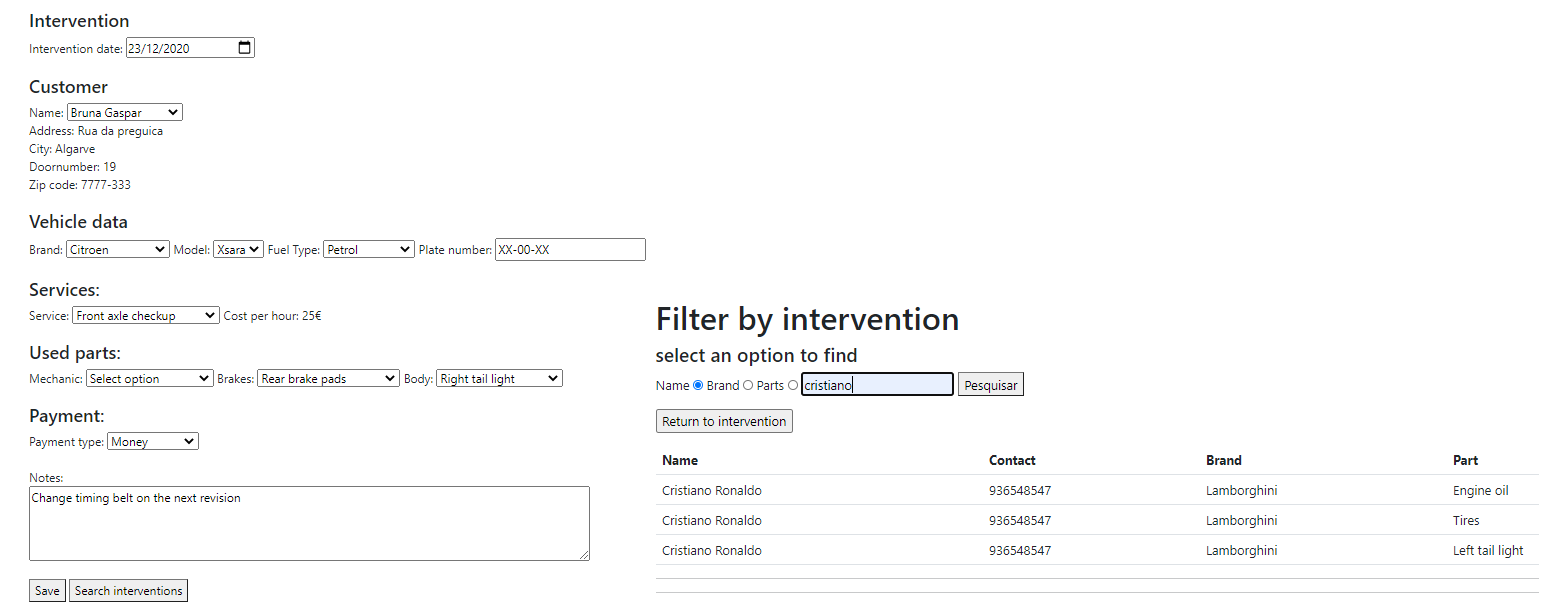 Intervention
Intervention date: 23/12/2020
Customer
Name: Bruna Gaspar
Address: Rua da preguica
City: Algarve
Doornumber: 19
Zip code: 7777-333
Vehicle data
Brand: Citroen Model: Xsara Fuel Type: Petrol Plate number: XX-00-XX
Services:
Service: Front axle checkup Cost per hour: 25€
Used parts:
Mechanic: Select option Brakes: Rear brake pads Body: Right tail light
Payment:
Payment type: Money
Notes:
Change timing belt on the next revision
Save Search interventions
Filter by intervention
select an option to find
Name Brand Parts cristiano Pesquisar
Return to intervention
Name Contact Brand Part
Cristiano Ronaldo 936548547 Lamborghini Engine oil
Cristiano Ronaldo 936548547 Lamborghini Tires
Cristiano Ronaldo 936548547 Lamborghini Left tail light